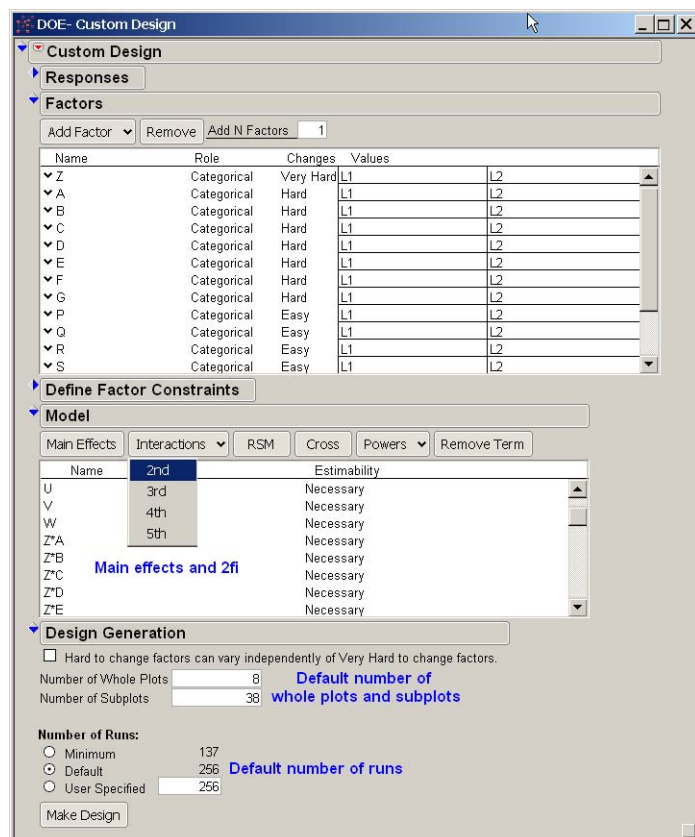 DOE- Custom Design
Custom Design
Responses
Factors
Add Factor Remove Add N Factors 1
Name Role Changes Values
Z Categorical Very Hard L1 L2
A Categorical Hard L1 L2
B Categorical Hard L1 L2
C Categorical Hard L1 L2
D Categorical Hard L1 L2
E Categorical Hard L1 L2
F Categorical Hard L1 L2
G Categorical Hard L1 L2
P Categorical Easy L1 L2
Q Categorical Easy L1 L2
R Categorical Easy L1 L2
S Categorical Easy L1 L2
Define Factor Constraints
Model
Main Effects Interactions RSM Cross Powers Remove Term
Name Estimability
2nd
3rd
4th
5th
U Necessary
V Necessary
W Necessary
Z*A Necessary
Z*B Necessary
Z*C Necessary
Z*D Necessary
Z*E Necessary
Main effects and 2fi
Design Generation
Hard to change factors can vary independently of Very Hard to change factors.
Number of Whole Plots 8
Number of Subplots 38
Default number of
whole plots and subplots
Number of Runs:
Minimum 137
Default 256 Default number of runs
User Specified 256
Make Design